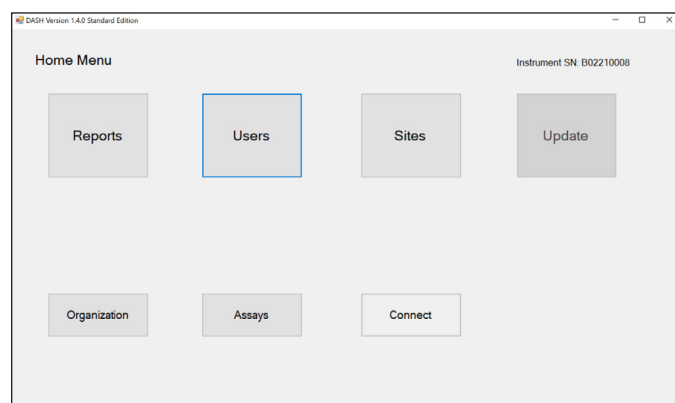 DASH Version 1.4.0 Standard Edition
Home Menu
Instrument SN: B02210008
Reports
Users
Sites
Update
Organization
Assays
Connect